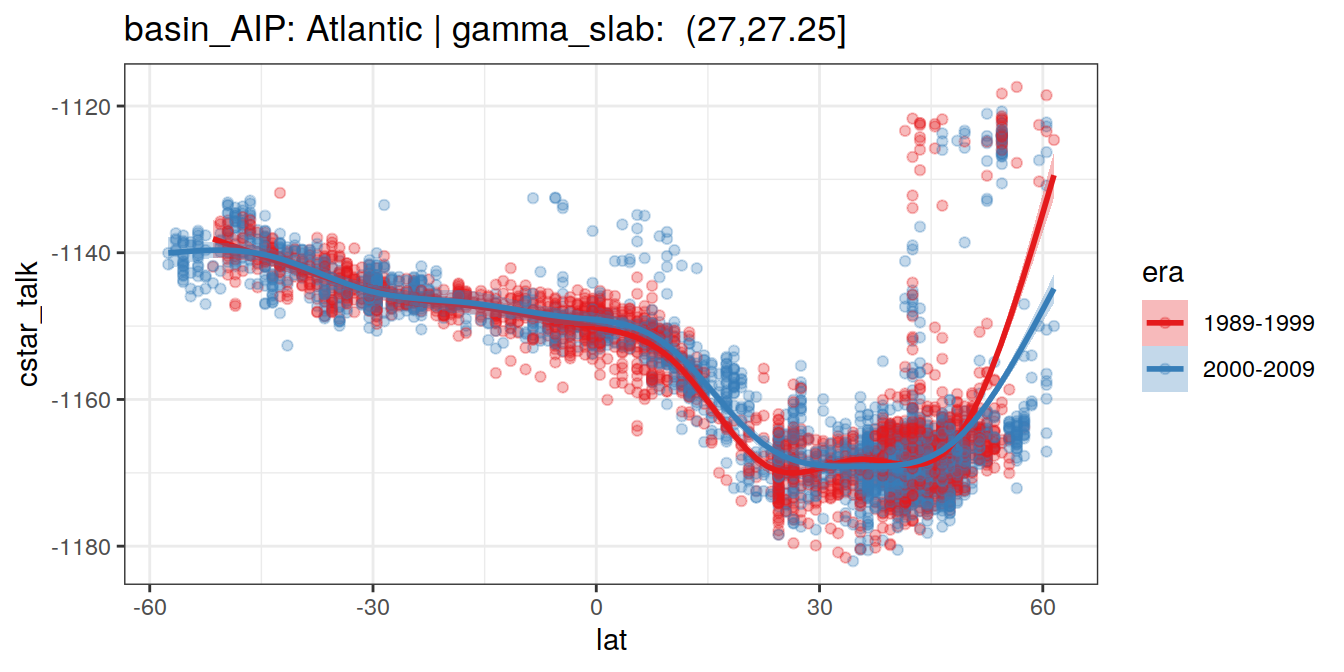 basin_AIP: Atlantic | gamma_slab:  (27,27.25]
cstar_talk
-1120
-1140
-1160
-1180
-60
-30
0
30
60
lat
era
1989-1999
2000-2009